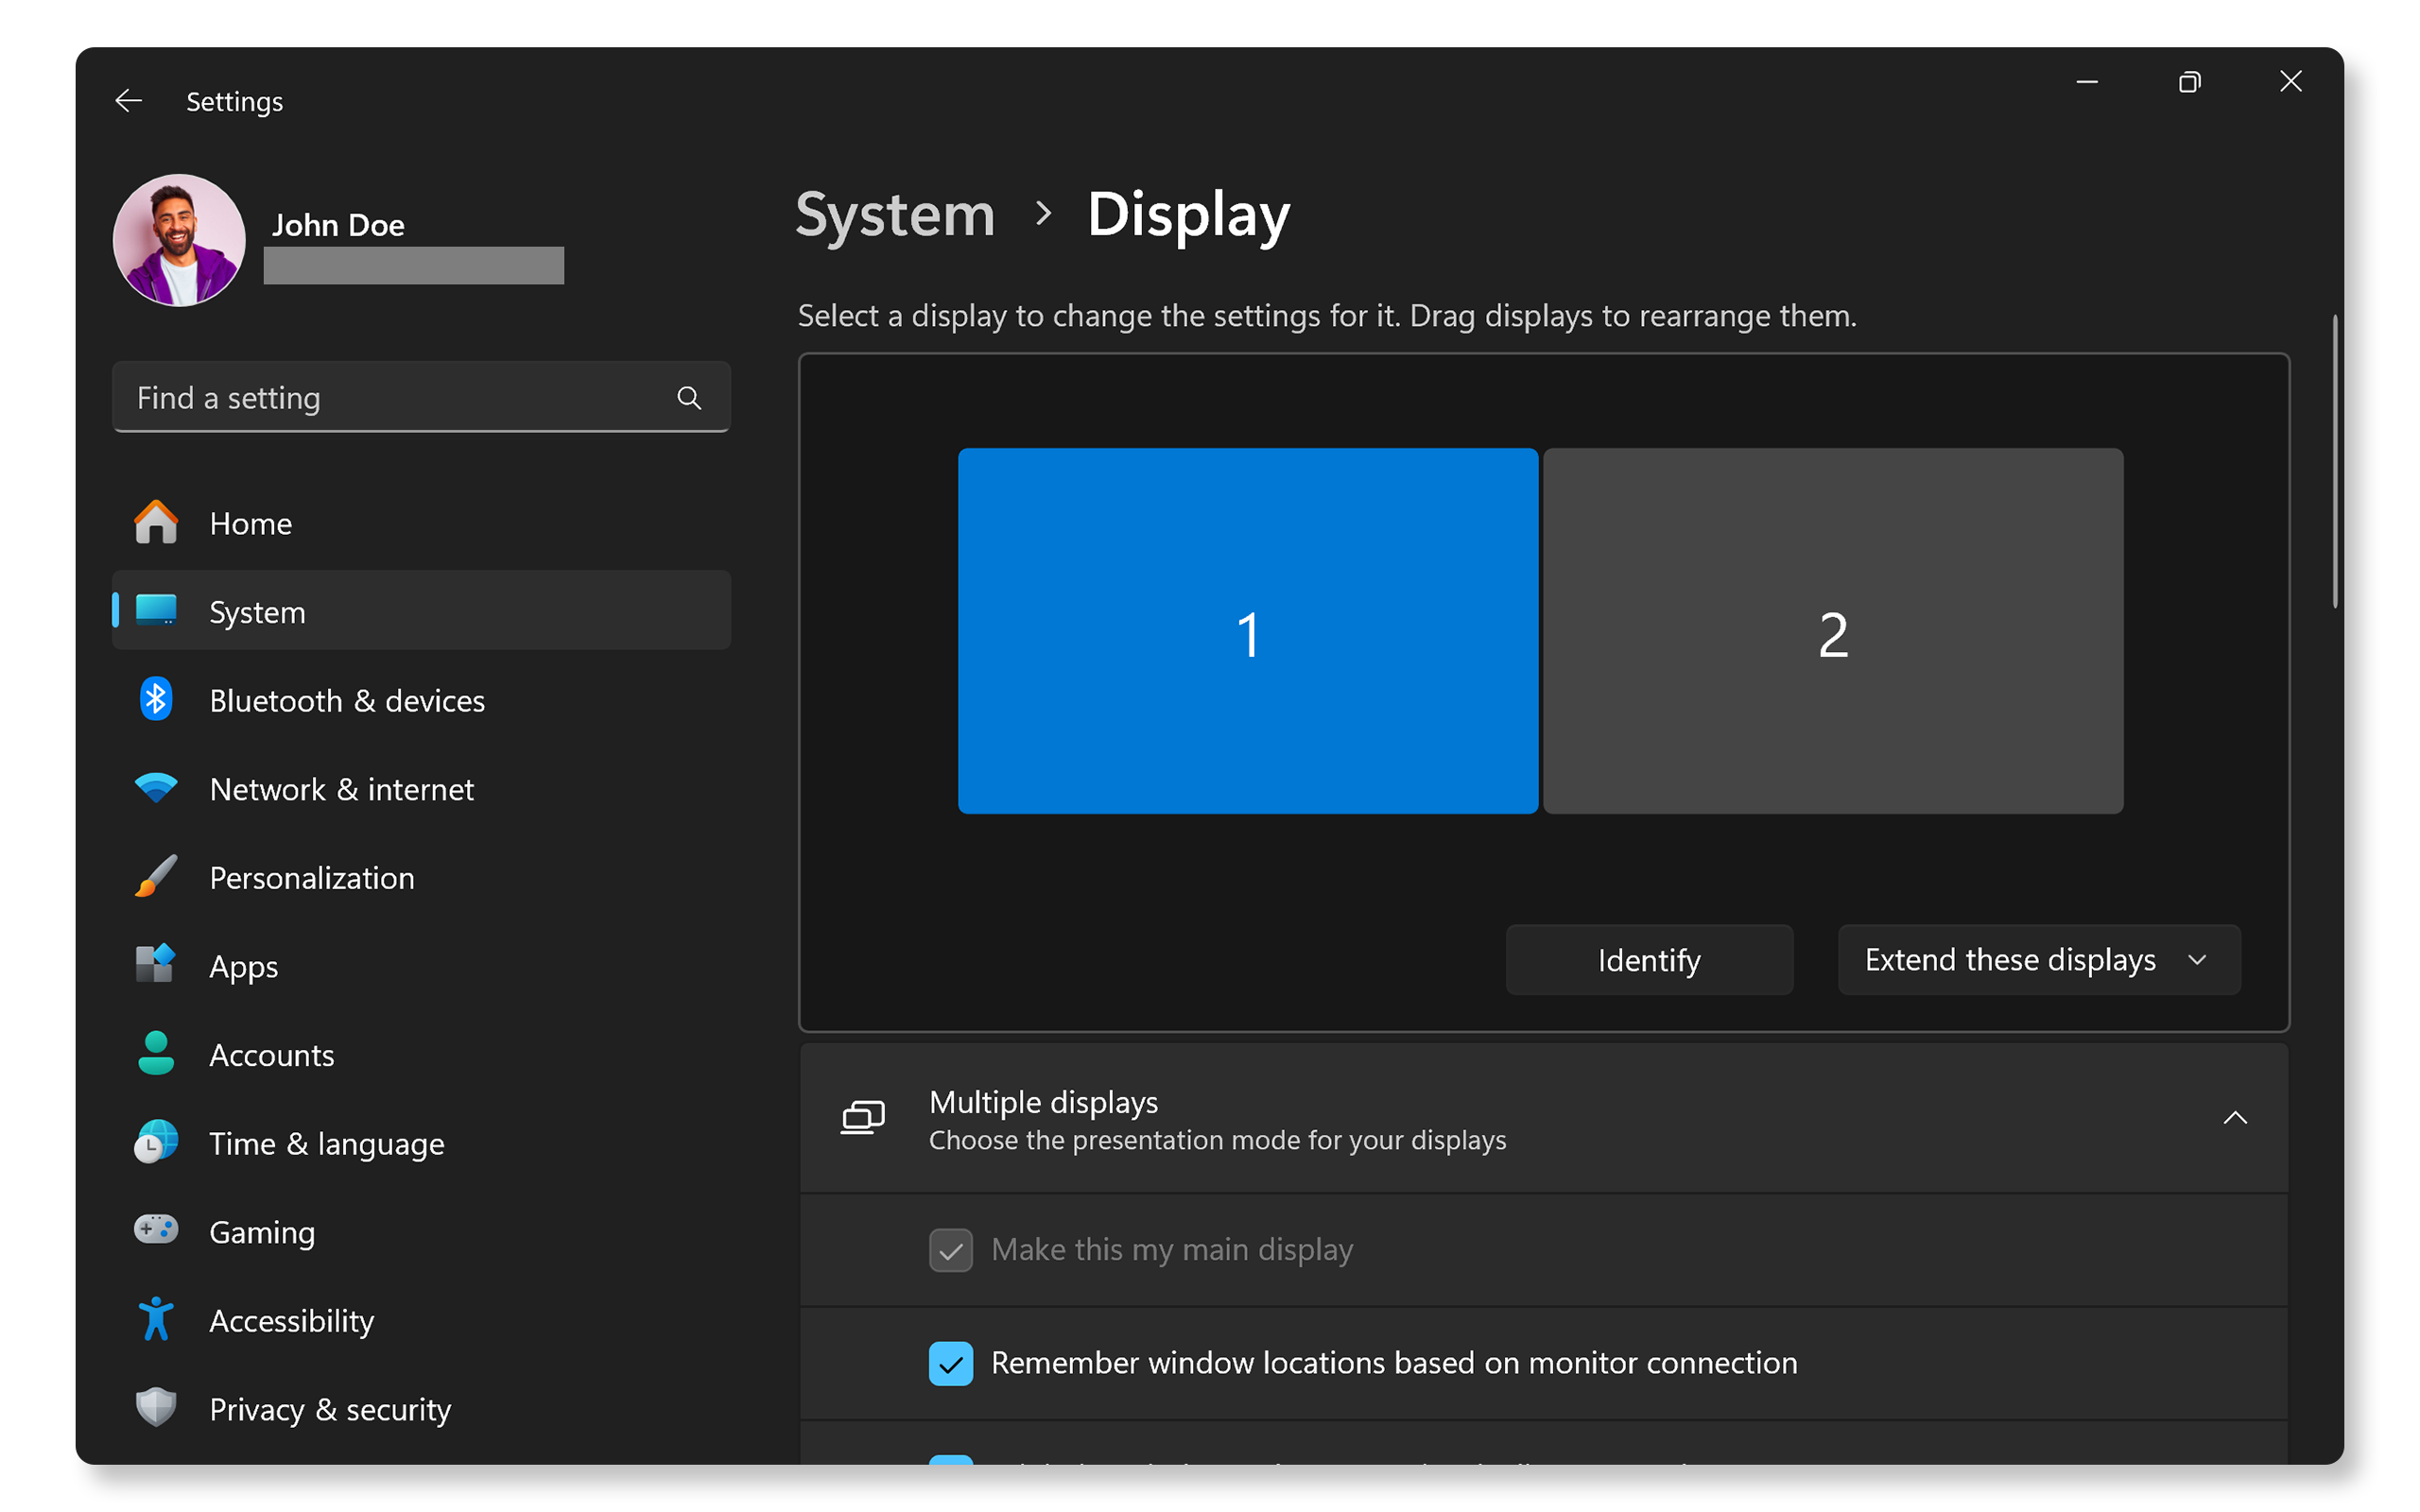 Settings
John Doe
Find a setting
Home
System
Bluetooth & devices
Network & internet
Personalization
Apps
Accounts
Time & language
Gaming
Accessibility
Privacy & security
System > Display
Select a display to change the settings for it. Drag displays to rearrange them.
1
2
Identify
Extend these displays
Multiple displays
Choose the presentation mode for your displays
Make this my main display
Remember window locations based on monitor connection